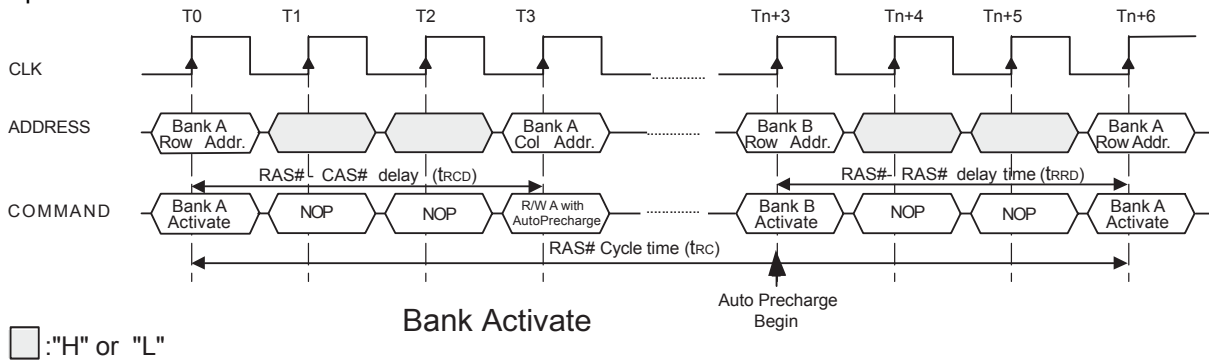 T0 T1 T2 T3 Tn+3 Tn+4 Tn+5 Tn+6
CLK
ADDRESS
Bank A
Row Addr.
Bank A
Col Addr.
Bank B
Row Addr.
Bank A
Row Addr.
RAS# - CAS# delay (tRCD)
RAS#- RAS# delay time (tRRD)
COMMAND
Bank A
Activate
NOP
NOP
R/W A with
AutoPrecharge
Bank B
Activate
NOP
NOP
Bank A
Activate
RAS# Cycle time (tRC)
Auto Precharge
Begin
Bank Activate
:"H" or "L"